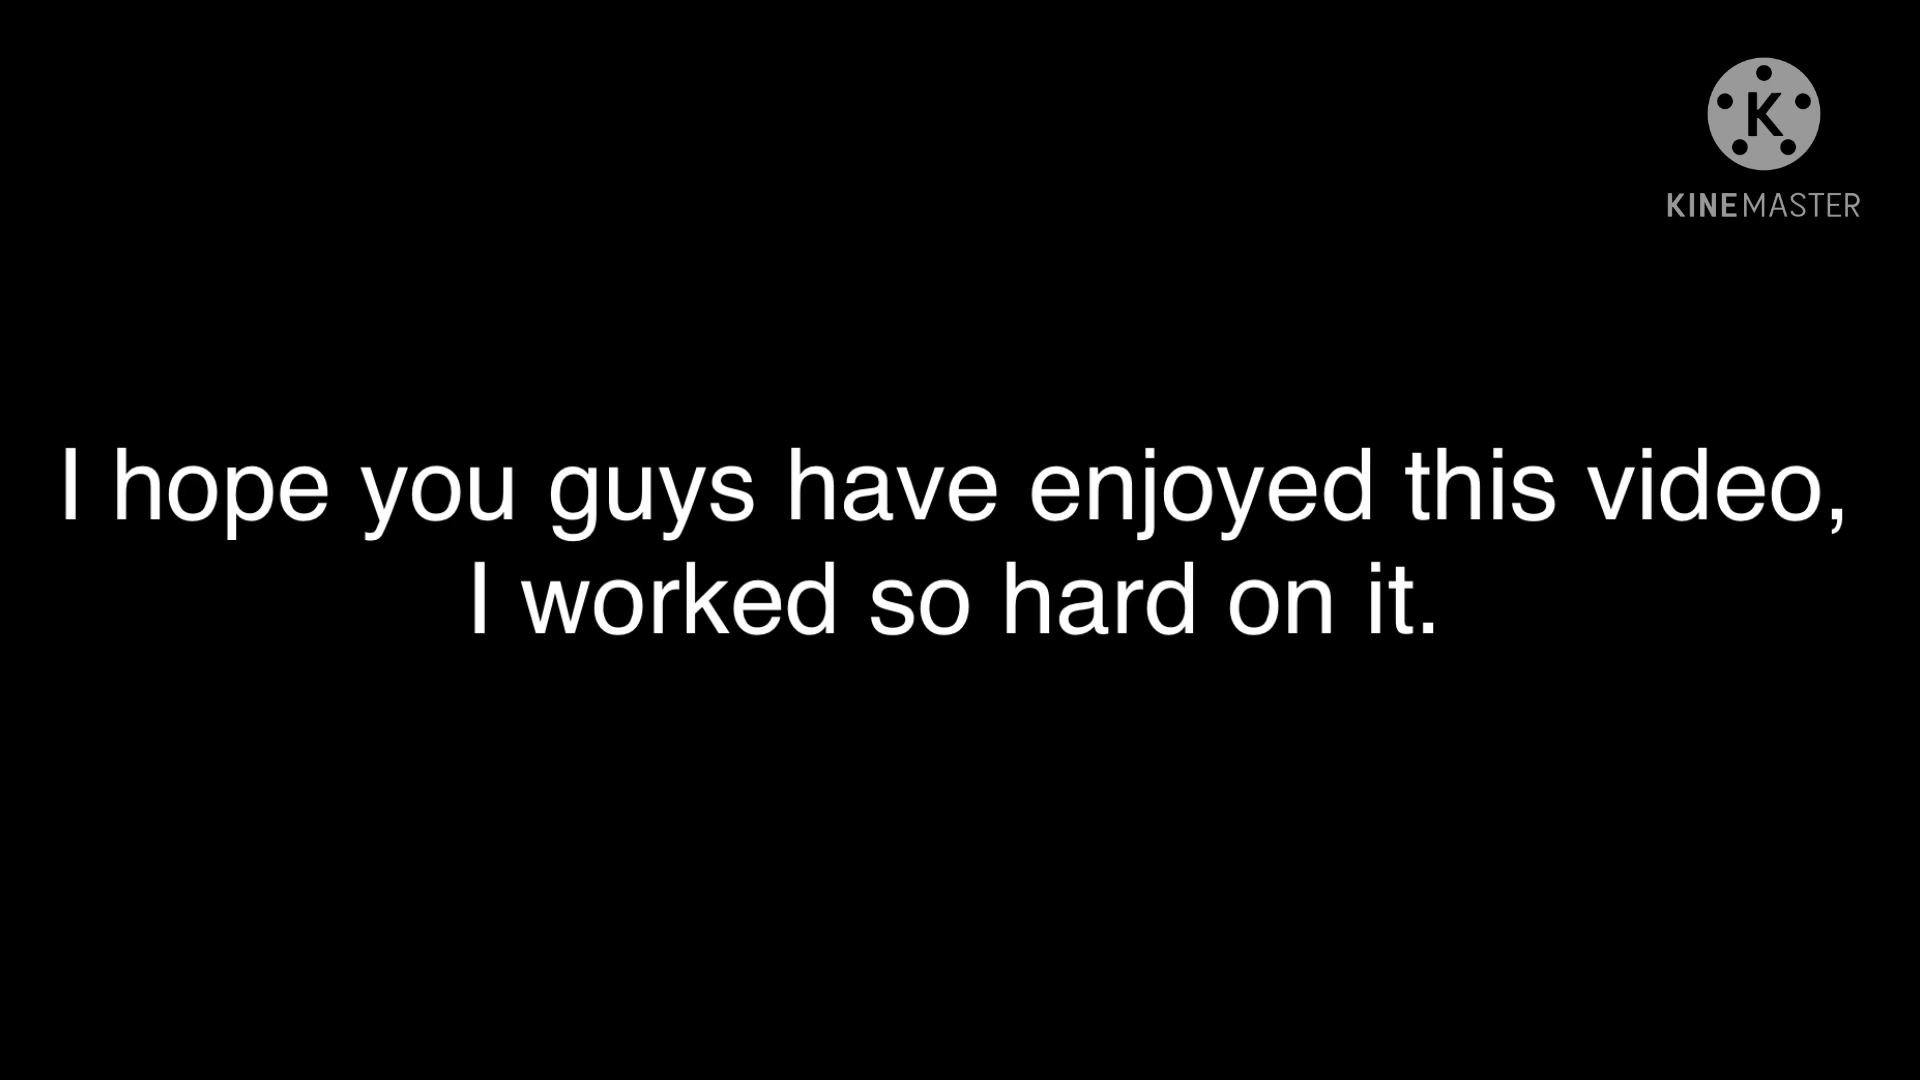 K
KINEMASTER
I hope you guys have enjoyed this video,
I worked so hard on it.